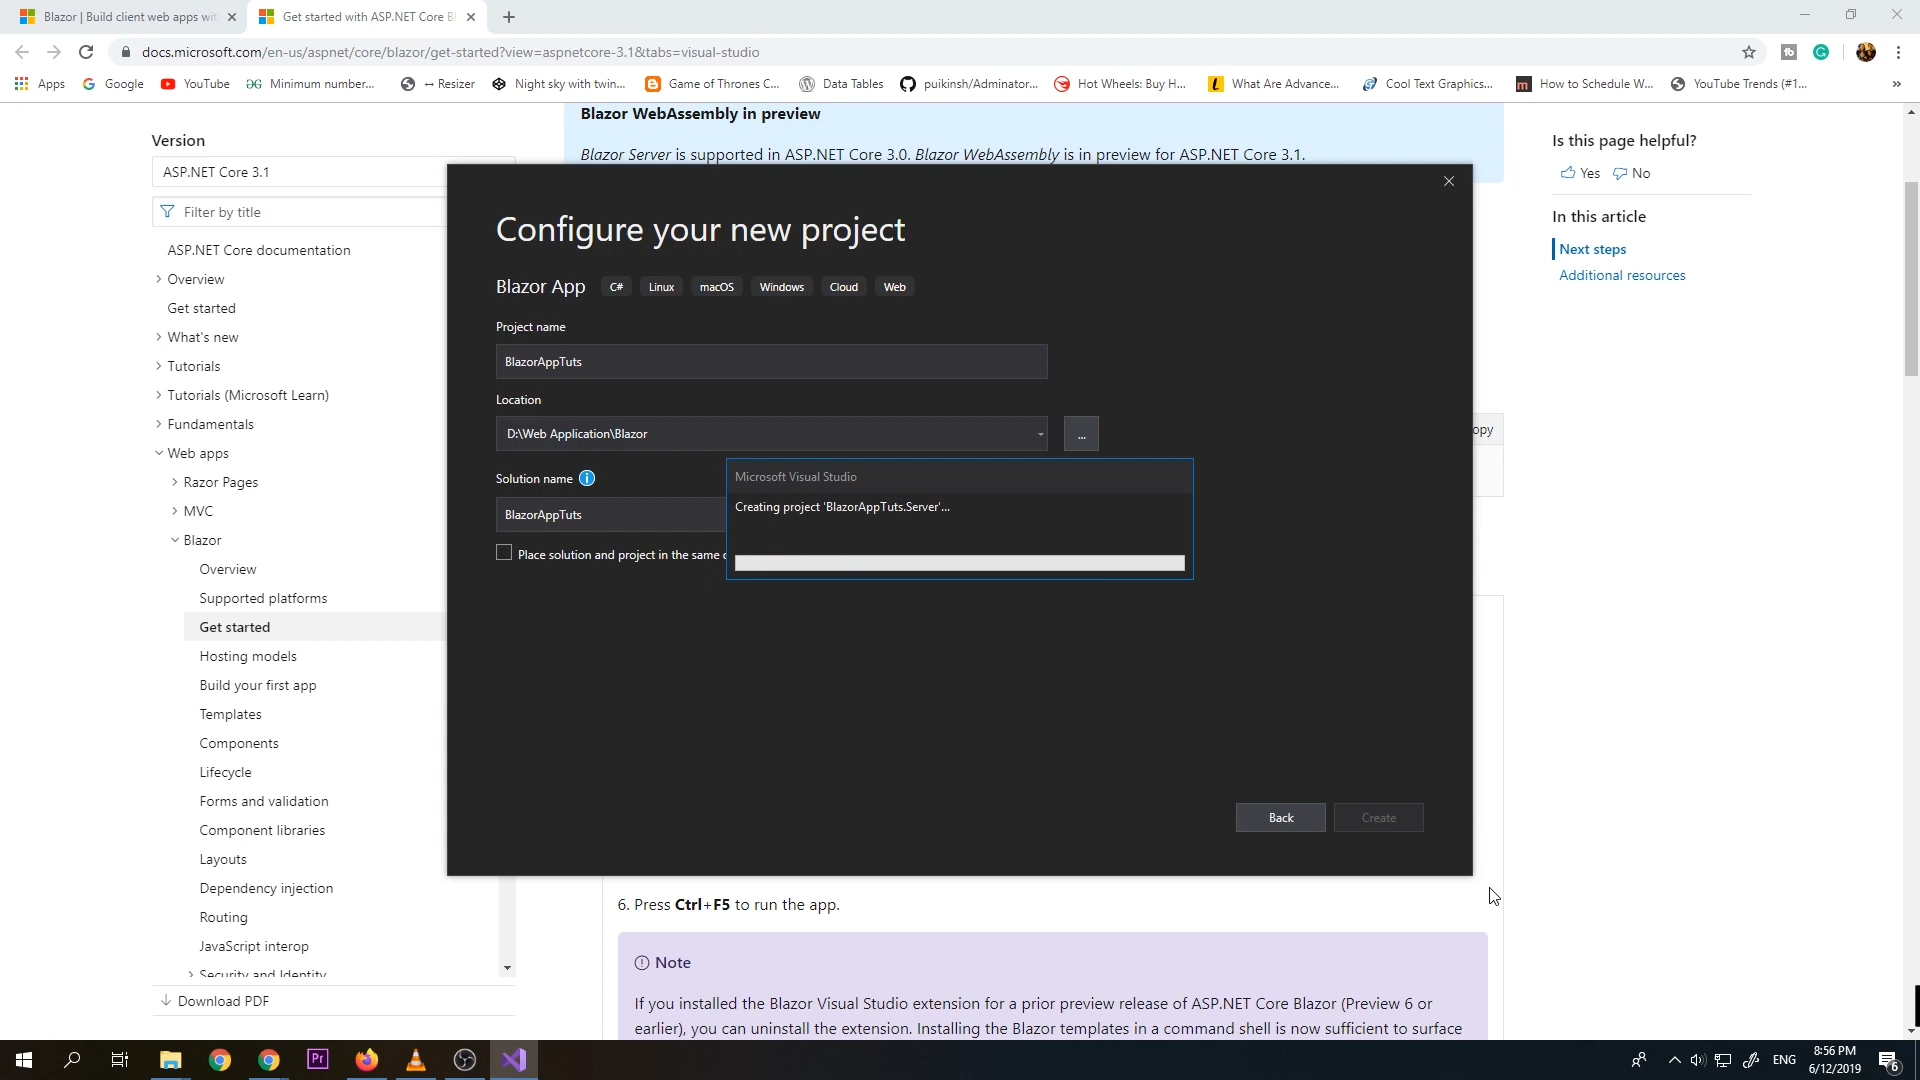 Blazor | Build client web apps wit
Get started with ASP.NET Core Bl
docs.microsoft.com/en-us/aspnet/core/blazor/get-started?view=aspnetcore-3.1&tabs=visual-studio
Apps
Google
YouTube
Minimum number...
↔ Resizer
Night sky with twin...
Game of Thrones C...
Data Tables
puikinsh/Adminator...
Hot Wheels: Buy H...
What Are Advance...
Cool Text Graphics...
How to Schedule W...
YouTube Trends (#1...
»
Version
ASP.NET Core 3.1
Filter by title
ASP.NET Core documentation
Overview
Get started
What's new
Tutorials
Tutorials (Microsoft Learn)
Fundamentals
Web apps
Razor Pages
MVC
Blazor
Overview
Supported platforms
Get started
Hosting models
Build your first app
Templates
Components
Lifecycle
Forms and validation
Component libraries
Layouts
Dependency injection
Routing
JavaScript interop
Security and Identity
Download PDF
Blazor WebAssembly in preview
Blazor Server is supported in ASP.NET Core 3.0. Blazor WebAssembly is in preview for ASP.NET Core 3.1.
Configure your new project
Blazor App C# Linux macOS Windows Cloud Web
Project name
BlazorAppTuts
Location
D:\Web Application\Blazor
...
Solution name
BlazorAppTuts
Place solution and project in the same d
Microsoft Visual Studio
Creating project 'BlazorAppTuts.Server'...
Back
Create
opy
6. Press Ctrl+F5 to run the app.
Note
If you installed the Blazor Visual Studio extension for a prior preview release of ASP.NET Core Blazor (Preview 6 or
earlier), you can uninstall the extension. Installing the Blazor templates in a command shell is now sufficient to surface
Is this page helpful?
Yes No
In this article
Next steps
Additional resources
Pr
ENG
8:56 PM
6/12/2019
6